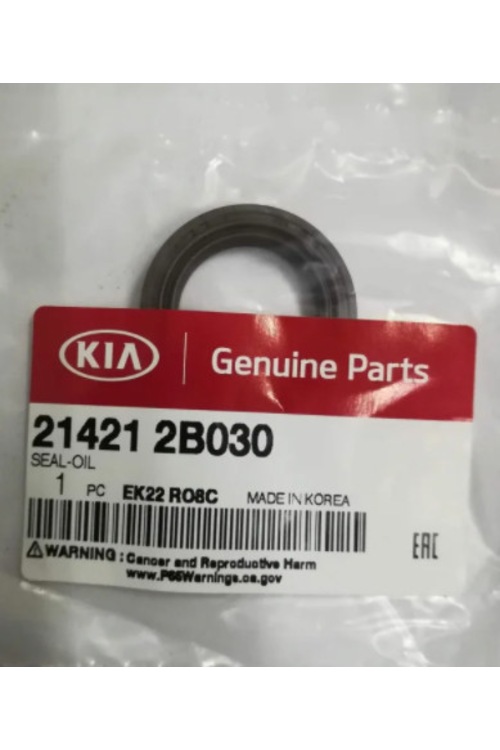 KIA
Genuine Parts
21421 2B030
SEAL-OIL
1 PC EK22 RO8C MADE IN KOREA
EAC
⚠ WARNING : Cancer and Reproductive Harm
www.P65Warnings.ca.gov